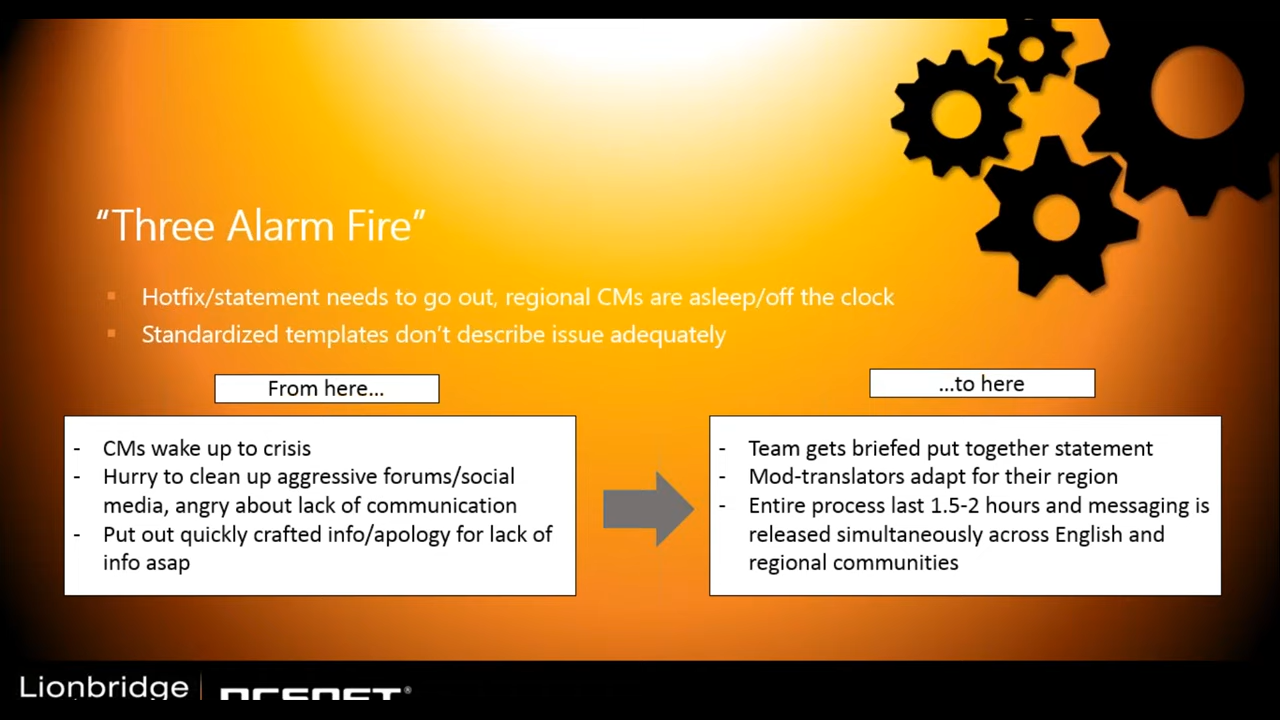 “Three Alarm Fire”
▪ Hotfix/statement needs to go out, regional CMs are asleep/off the clock
▪ Standardized templates don’t describe issue adequately
From here...
...to here
- CMs wake up to crisis
- Hurry to clean up aggressive forums/social
media, angry about lack of communication
- Put out quickly crafted info/apology for lack of
info asap
- Team gets briefed put together statement
- Mod-translators adapt for their region
- Entire process last 1.5-2 hours and messaging is
released simultaneously across English and
regional communities
Lionbridge